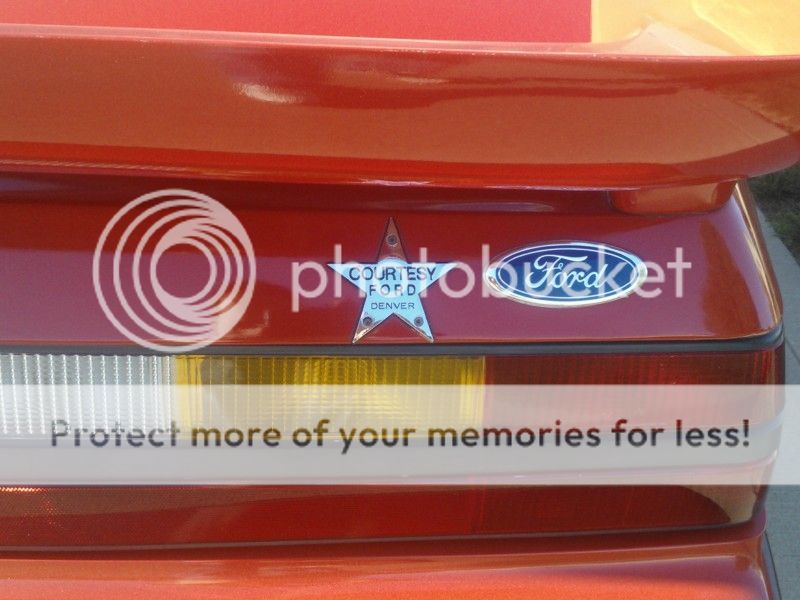 photobucket
COURTESY
FORD
DENVER
Ford
Protect more of your memories for less!